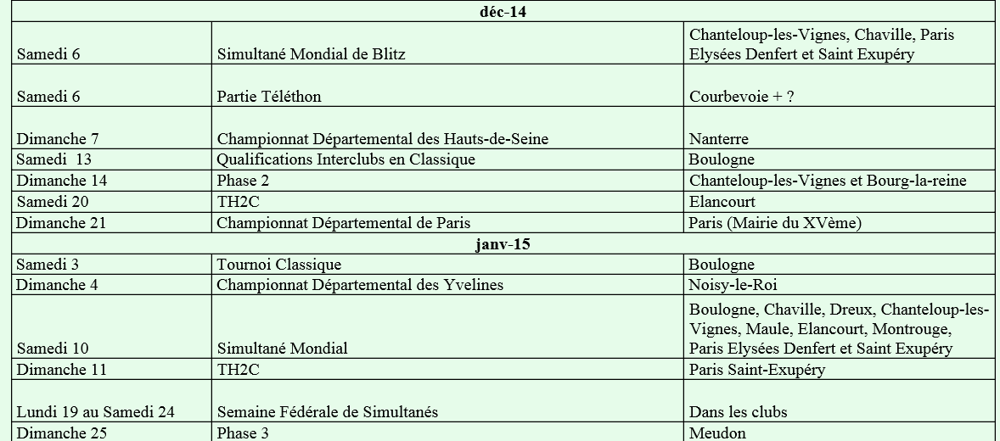 déc-14
Samedi 6 Simultané Mondial de Blitz Chanteloup-les-Vignes, Chaville, Paris
Elysées Denfert et Saint Exupéry
Samedi 6 Partie Téléthon Courbevoie + ?
Dimanche 7 Championnat Départemental des Hauts-de-Seine Nanterre
Samedi  13 Qualifications Interclubs en Classique Boulogne
Dimanche 14 Phase 2 Chanteloup-les-Vignes et Bourg-la-reine
Samedi 20 TH2C Elancourt
Dimanche 21 Championnat Départemental de Paris Paris (Mairie du XVème)
janv-15
Samedi 3 Tournoi Classique Boulogne
Dimanche 4 Championnat Départemental des Yvelines Noisy-le-Roi
Samedi 10 Simultané Mondial Boulogne, Chaville, Dreux, Chanteloup-les-
Vignes, Maule, Elancourt, Montrouge,
Paris Elysées Denfert et Saint Exupéry
Dimanche 11 TH2C Paris Saint-Exupéry
Lundi 19 au Samedi 24 Semaine Fédérale de Simultanés Dans les clubs
Dimanche 25 Phase 3 Meudon